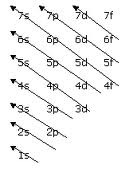 7s 7p 7d 7f
6s 6p 6d 6f
5s 5p 5d 5f
4s 4p 4d 4f
3s 3p 3d
2s 2p
1s